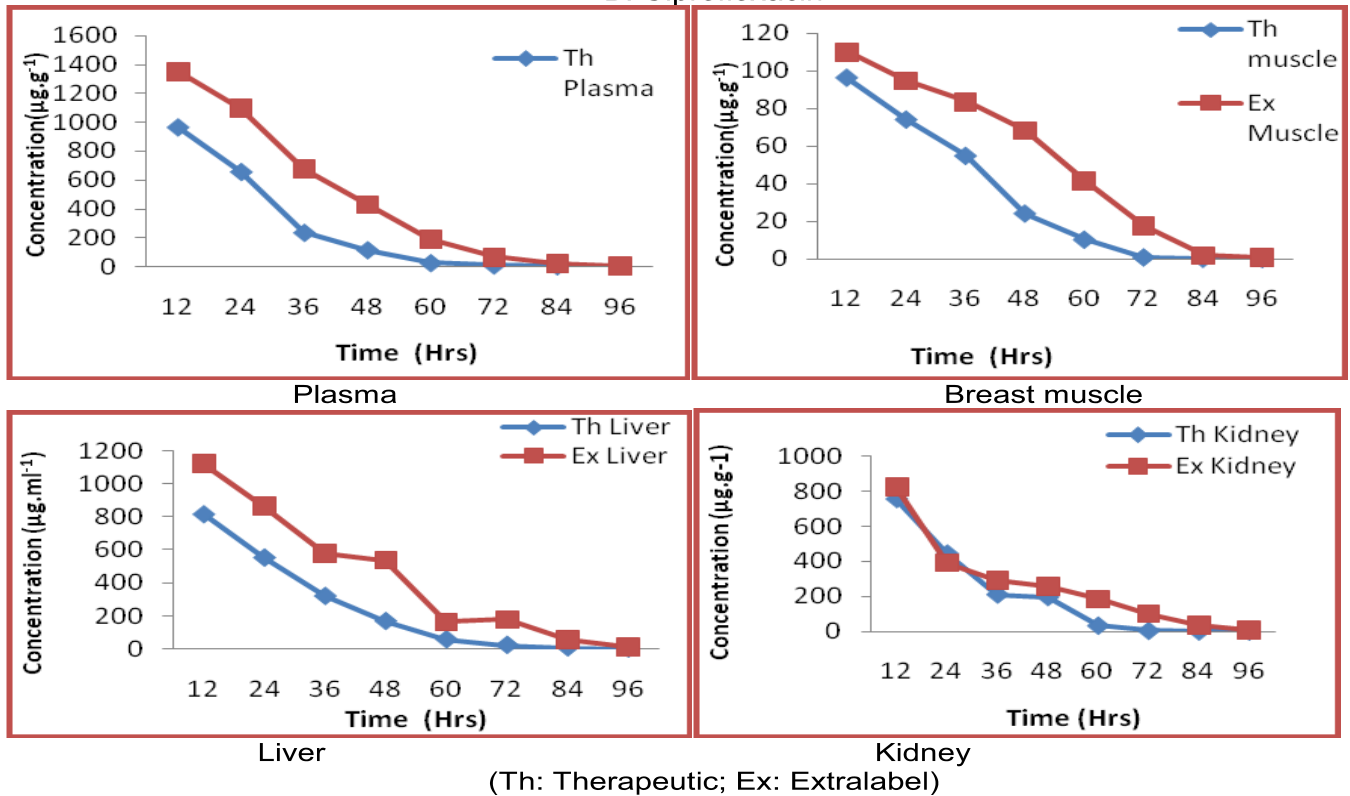 1600
1400
1200
1000
800
600
400
200
0
Concentration(µg.g-1)
Th
Plasma
12 24 36 48 60 72 84 96
Time (Hrs)
Plasma
120
100
80
60
40
20
0
Concentration(µg.g-1)
Th
muscle
Ex
Muscle
12 24 36 48 60 72 84 96
Time (Hrs)
Breast muscle
1200
1000
800
600
400
200
0
Concentration (µg.ml-1)
Th Liver
Ex Liver
12 24 36 48 60 72 84 96
Time (Hrs)
Liver
1000
800
600
400
200
0
Concentration (µg.g-1)
Th Kidney
Ex Kidney
12 24 36 48 60 72 84 96
Time (Hrs)
Kidney
(Th: Therapeutic; Ex: Extralabel)